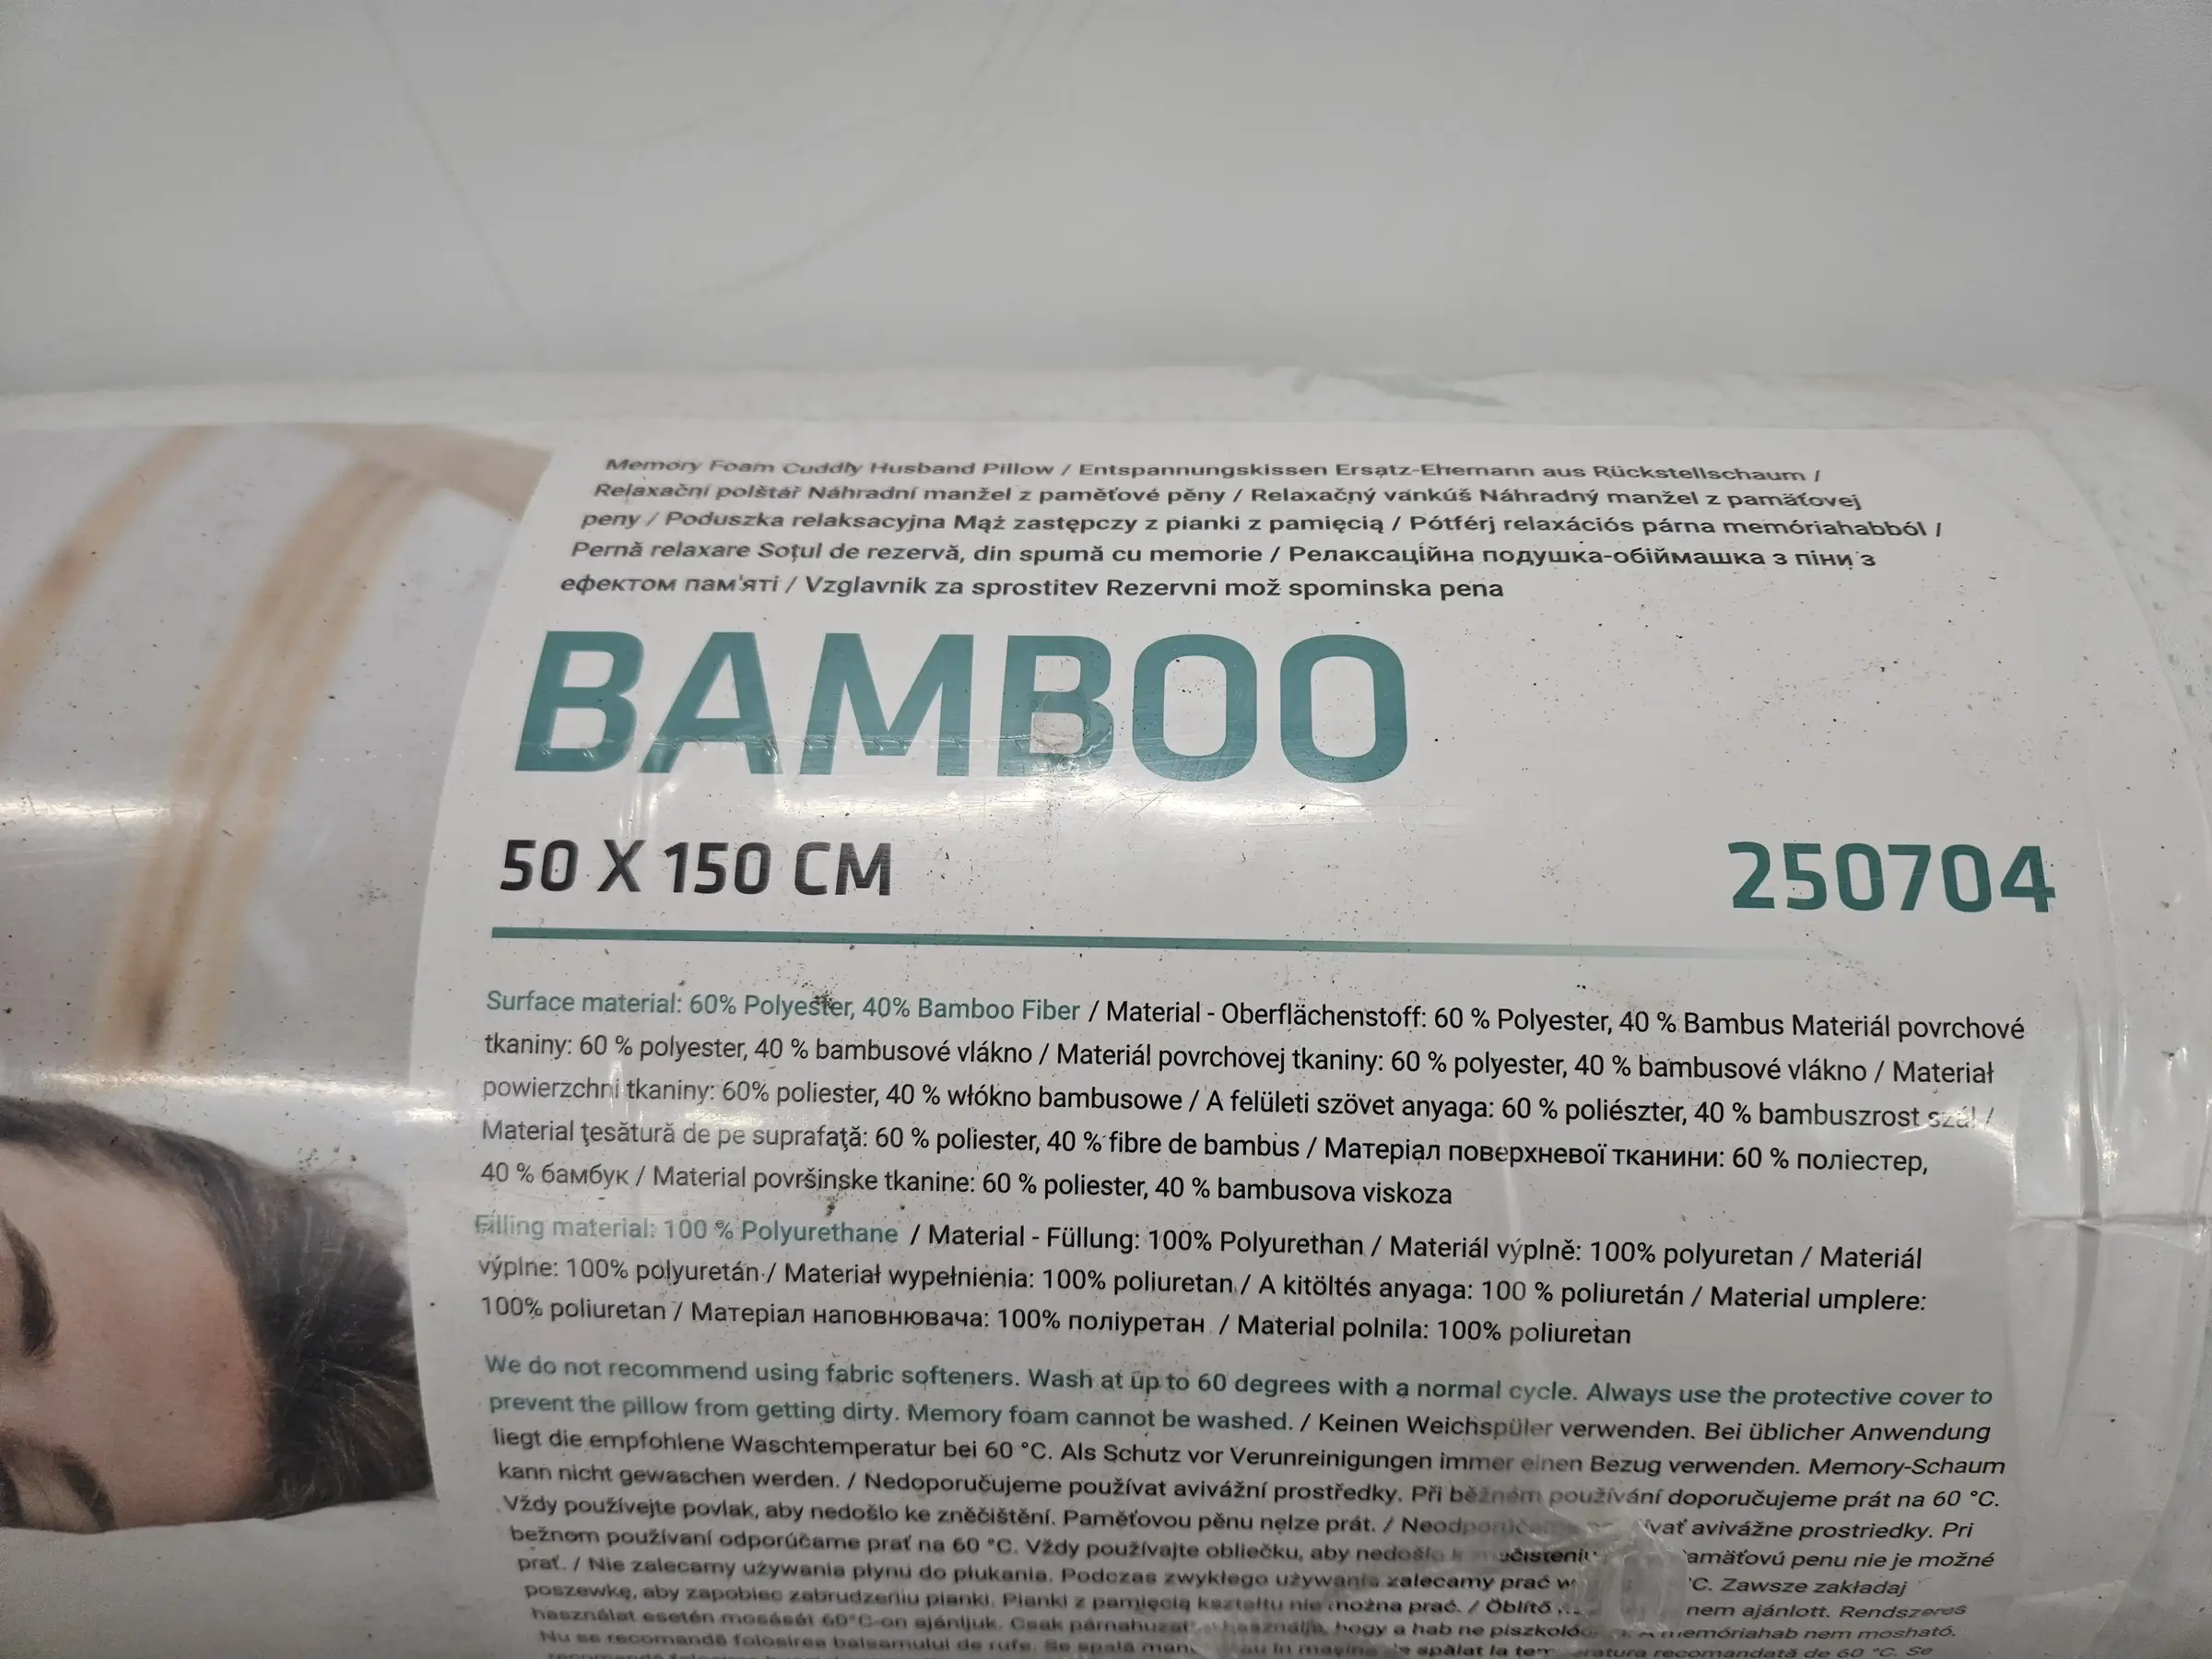 Memory Foam Cuddly Husband Pillow / Entspannungskissen Ersatz-Ehemann aus Rückstellschaum /
Relaxační polštář Náhradní manžel z paměťové pěny / Relaxačný vankúš Náhradný manžel z pamäťovej
peny / Poduszka relaksacyjna Mąż zastępczy z pianki z pamięcią / Pótférj relaxációs párna memóriahabból /
Pernă relaxare Soțul de rezervă, din spumă cu memorie / Релаксаційна подушка-обіймашка з піни з
ефектом пам'яті / Vzglavnik za sprostitev Rezervni mož spominska pena
BAMBOO
50 X 150 CM
250704
Surface material: 60% Polyester, 40% Bamboo Fiber / Material - Oberflächenstoff: 60 % Polyester, 40 % Bambus Materiál povrchové
tkaniny: 60 % polyester, 40 % bambusové vlákno / Materiál povrchovej tkaniny: 60 % polyester, 40 % bambusové vlákno / Materiał
powierzchni tkaniny: 60% poliester, 40 % włókno bambusowe / A felületi szövet anyaga: 60 % poliészter, 40 % bambuszrost szál /
Material ţesătură de pe suprafaţă: 60 % poliester, 40 % fibre de bambus / Матеріал поверхневої тканини: 60 % поліестер,
40 % бамбук / Material površinske tkanine: 60 % poliester, 40 % bambusova viskoza
Filling material: 100 % Polyurethane / Material - Füllung: 100% Polyurethan / Materiál výplně: 100% polyuretan / Materiál
výplne: 100% polyuretán / Materiał wypełnienia: 100% poliuretan / A kitöltés anyaga: 100 % poliuretán / Material umplere:
100% poliuretan / Матеріал наповнювача: 100% поліуретан / Material polnila: 100% poliuretan
We do not recommend using fabric softeners. Wash at up to 60 degrees with a normal cycle. Always use the protective cover to
prevent the pillow from getting dirty. Memory foam cannot be washed. / Keinen Weichspüler verwenden. Bei üblicher Anwendung
liegt die empfohlene Waschtemperatur bei 60 °C. Als Schutz vor Verunreinigungen immer einen Bezug verwenden. Memory-Schaum
kann nicht gewaschen werden. / Nedoporučujeme používat avivážní prostředky. Při běžném používání doporučujeme prát na 60 °C.
Vždy používejte povlak, aby nedošlo ke zněčištění. Paměťovou pěnu nelze prát. / avivážne prostriedky. Pri
bežnom používaní odporúčame prať na 60 °C. Vždy používajte obliečku, aby nedošlo penu nie je možné
prať. / Nie zalecamy używania płynu do płukania. Podczas zwykłego używania zalecamy prać °C. Zawsze zakładaj
poszewkę, aby zapobiec zabrudzeniu pianki. Pianki z pamięcią kształtu nie można prać. / nem ajánlott. Rendszeres
használat esetén mosását 60°C-on ajánljuk. Csak hogy a hab ne memóriahab nem mosható.
Nu se recomandă folosirea balsamului de rufe. Se spală spălat la recomandată de 60 °C. Se